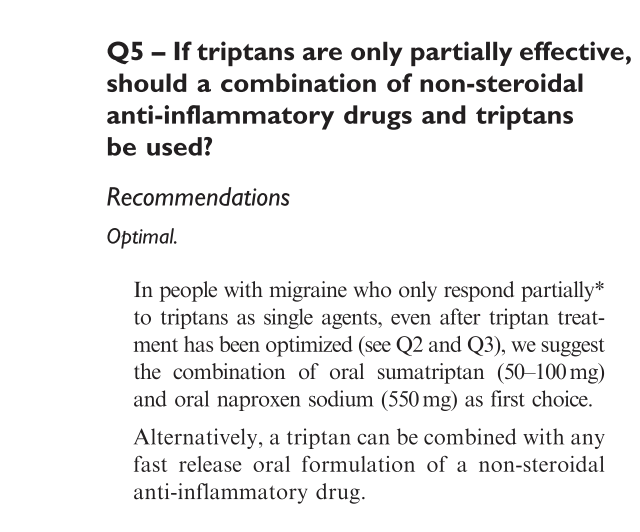 Q5 – If triptans are only partially effective,
should a combination of non-steroidal
anti-inflammatory drugs and triptans
be used?
Recommendations
Optimal.
In people with migraine who only respond partially*
to triptans as single agents, even after triptan treat-
ment has been optimized (see Q2 and Q3), we suggest
the combination of oral sumatriptan (50–100 mg)
and oral naproxen sodium (550 mg) as first choice.
Alternatively, a triptan can be combined with any
fast release oral formulation of a non-steroidal
anti-inflammatory drug.